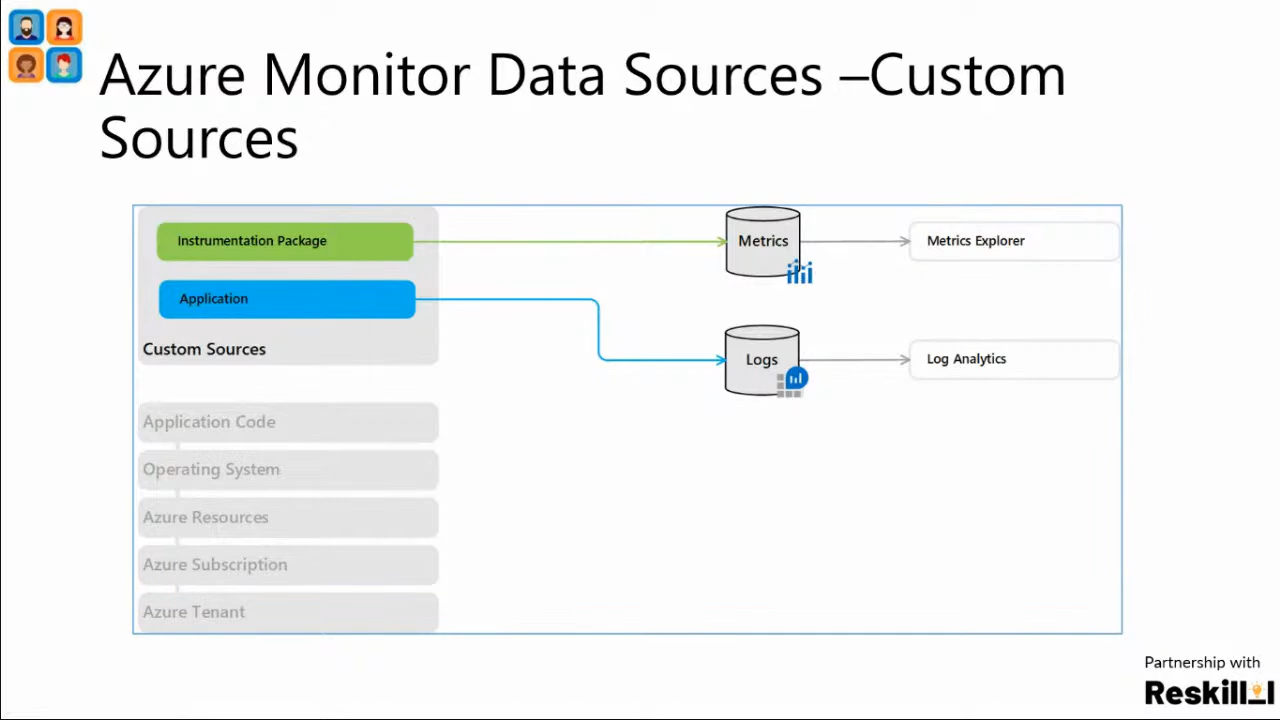 Azure Monitor Data Sources –Custom
Sources
Instrumentation Package
Metrics
Metrics Explorer
Application
Custom Sources
Logs
Log Analytics
Application Code
Operating System
Azure Resources
Azure Subscription
Azure Tenant
Partnership with
Reskilll